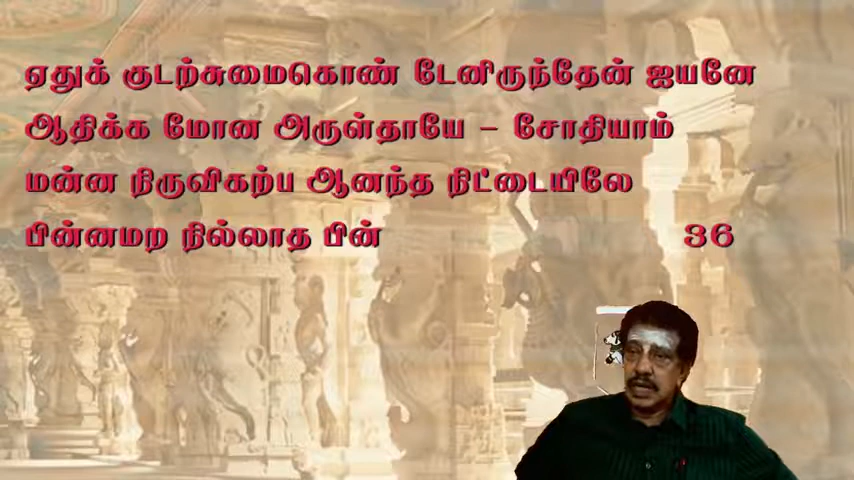 ஏதுக் குடற்சுமைகொண் டேனிருந்தேன் ஐயனே
ஆதிக்க மோன அருள்தாயே - சோதியாம்
மன்ன நிருவிகற்ப ஆனந்த நிட்டையிலே
பின்னமற நில்லாத பின் 36